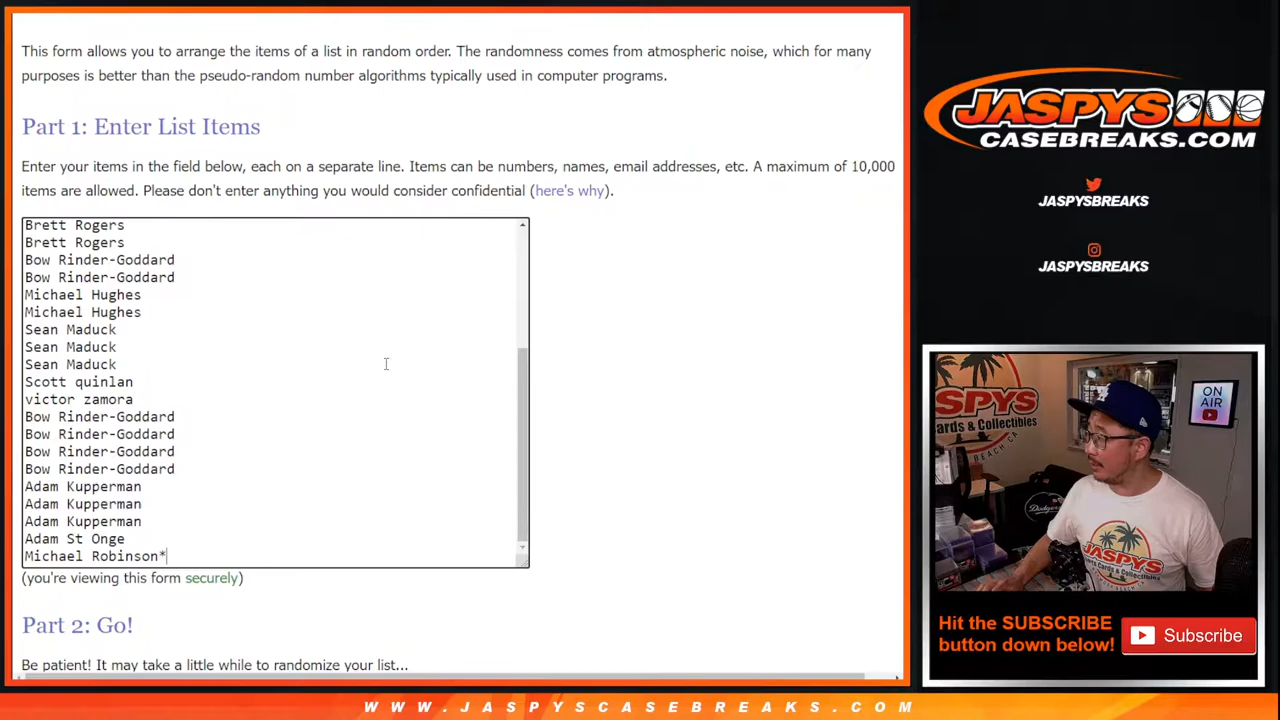 This form allows you to arrange the items of a list in random order. The randomness comes from atmospheric noise, which for many
purposes is better than the pseudo-random number algorithms typically used in computer programs.
Part 1: Enter List Items
Enter your items in the field below, each on a separate line. Items can be numbers, names, email addresses, etc. A maximum of 10,000
items are allowed. Please don't enter anything you would consider confidential (here's why).
Brett Rogers
Brett Rogers
Bow Rinder-Goddard
Bow Rinder-Goddard
Michael Hughes
Michael Hughes
Sean Maduck
Sean Maduck
Sean Maduck
Scott quinlan
victor zamora
Bow Rinder-Goddard
Bow Rinder-Goddard
Bow Rinder-Goddard
Bow Rinder-Goddard
Adam Kupperman
Adam Kupperman
Adam Kupperman
Adam St Onge
Michael Robinson*
(you're viewing this form securely)
Part 2: Go!
Be patient! It may take a little while to randomize your list...
JASPYS
CASEBREAKS.COM
JASPYSBREAKS
JASPYSBREAKS
JASPYS
Cards & Collectibles
ON
AIR
Dodgers
JASPYS
Cards & Collectibles
Hit the SUBSCRIBE
button down below!
Subscribe
WWW.JASPYSCASEBREAKS.COM